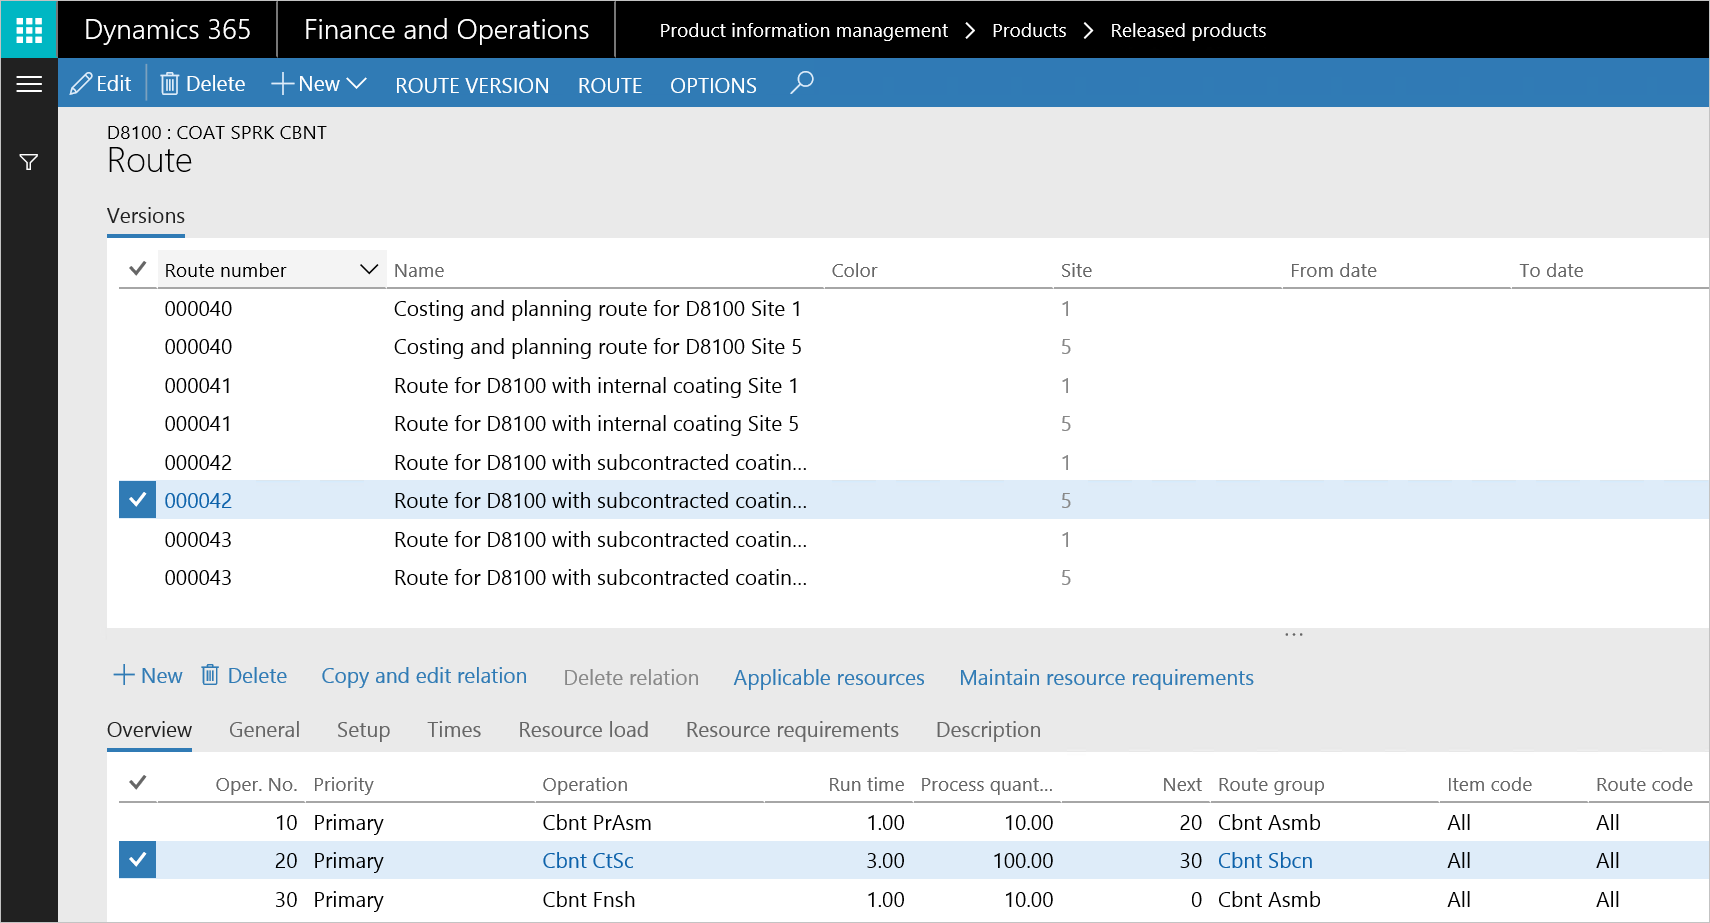 Dynamics 365 Finance and Operations Product information management Products Released products
Edit Delete New ROUTE VERSION ROUTE OPTIONS
D8100 : COAT SPRK CBNT
Route
Versions
Route number Name Color Site From date To date
000040 Costing and planning route for D8100 Site 1 1
000040 Costing and planning route for D8100 Site 5 5
000041 Route for D8100 with internal coating Site 1 1
000041 Route for D8100 with internal coating Site 5 5
000042 Route for D8100 with subcontracted coatin... 1
000042 Route for D8100 with subcontracted coatin... 5
000043 Route for D8100 with subcontracted coatin... 1
000043 Route for D8100 with subcontracted coatin... 5
New Delete Copy and edit relation Delete relation Applicable resources Maintain resource requirements
Overview General Setup Times Resource load Resource requirements Description
Oper. No. Priority Operation Run time Process quant... Next Route group Item code Route code
10 Primary Cbnt PrAsm 1.00 10.00 20 Cbnt Asmb All All
20 Primary Cbnt CtSc 3.00 100.00 30 Cbnt Sbcn All All
30 Primary Cbnt Fnsh 1.00 10.00 0 Cbnt Asmb All All